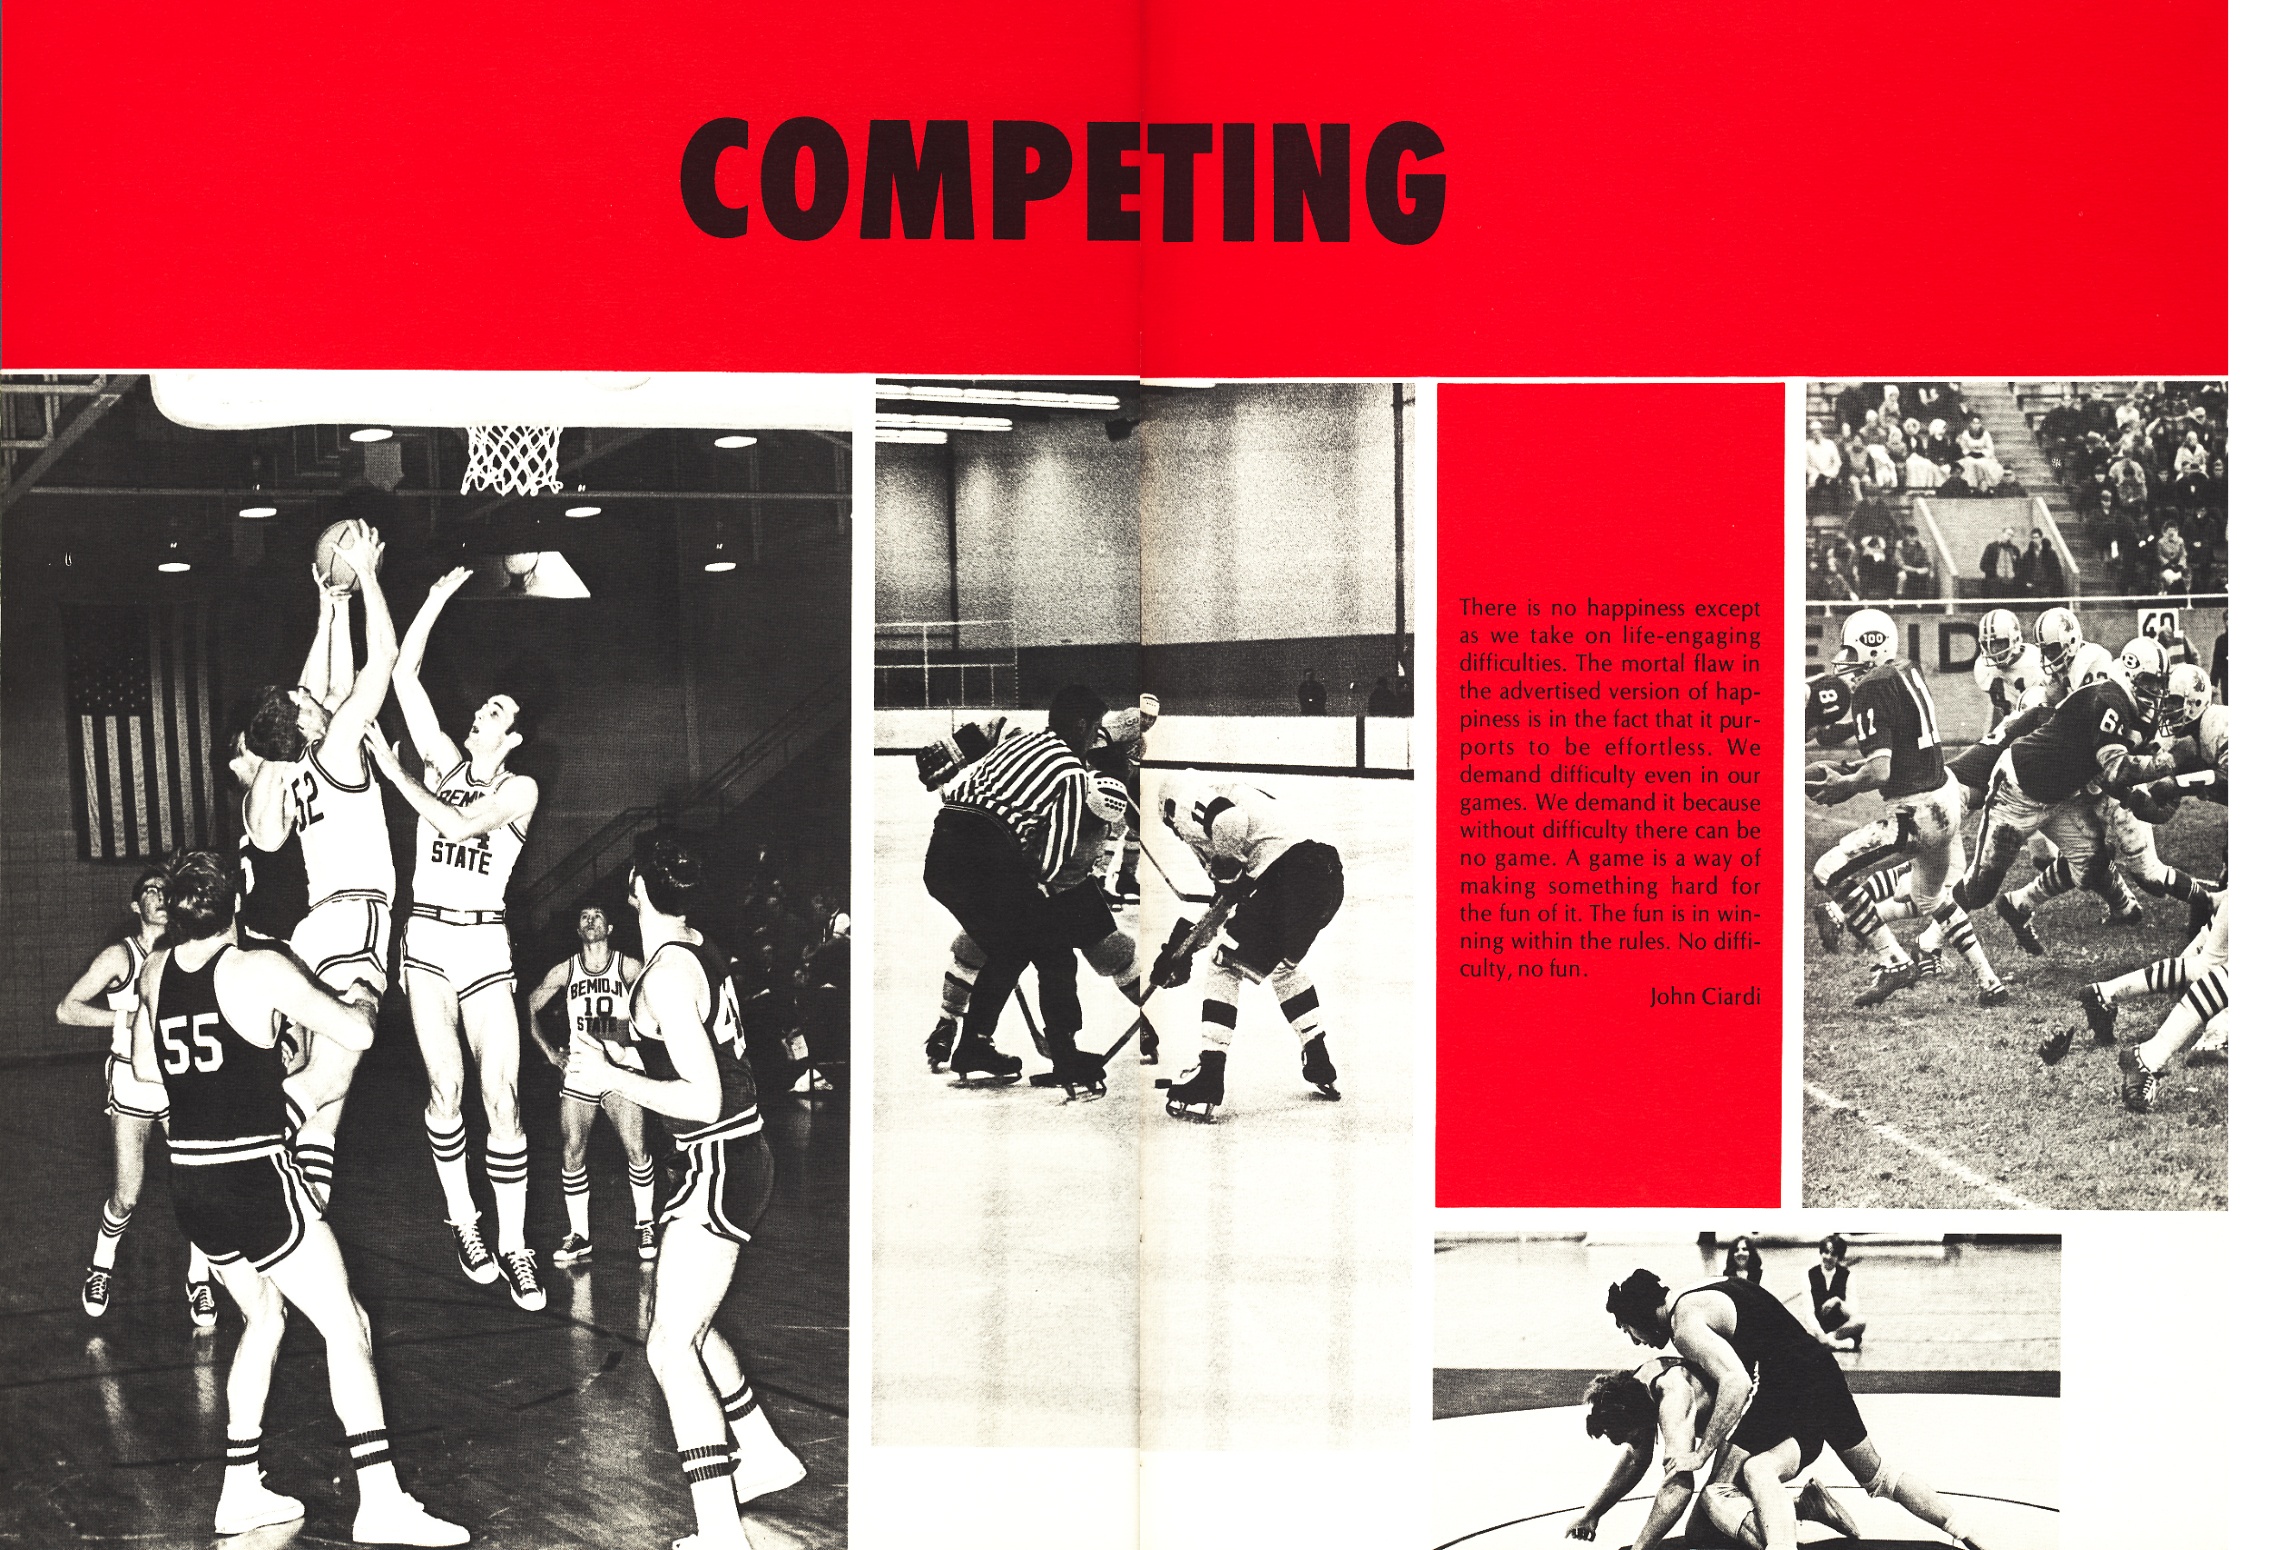 COMPETING
There is no happiness except
as we take on life-engaging
difficulties. The mortal flaw in
the advertised version of hap-
piness is in the fact that it pur-
ports to be effortless. We
demand difficulty even in our
games. We demand it because
without difficulty there can be
no game. A game is a way of
making something hard for
the fun of it. The fun is in win-
ning within the rules. No diffi-
culty, no fun.
John Ciardi
52
STATE
BEMIDJI
10
STATE
55
100
81
11
11
40
B